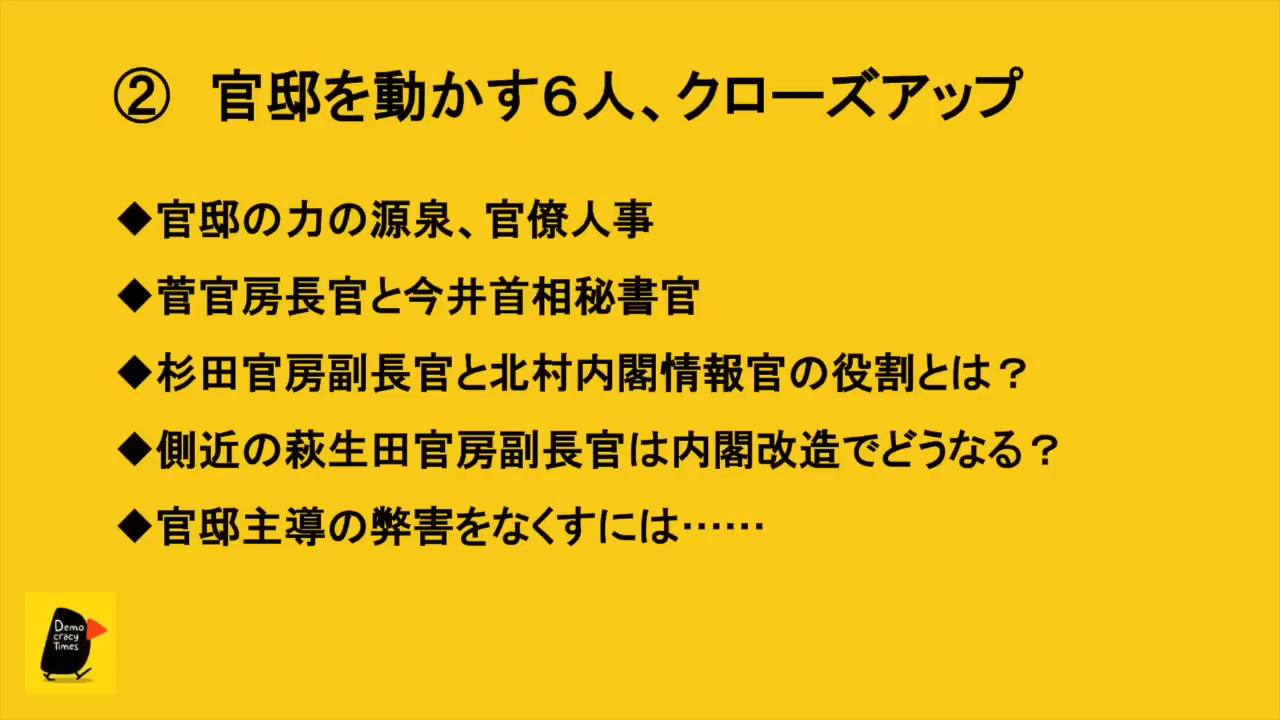 ② 官邸を動かす６人、クローズアップ
◆官邸の力の源泉、官僚人事
◆菅官房長官と今井首相秘書官
◆杉田官房副長官と北村内閣情報官の役割とは？
◆側近の萩生田官房副長官は内閣改造でどうなる？
◆官邸主導の弊害をなくすには……
Demo
cracy
Times